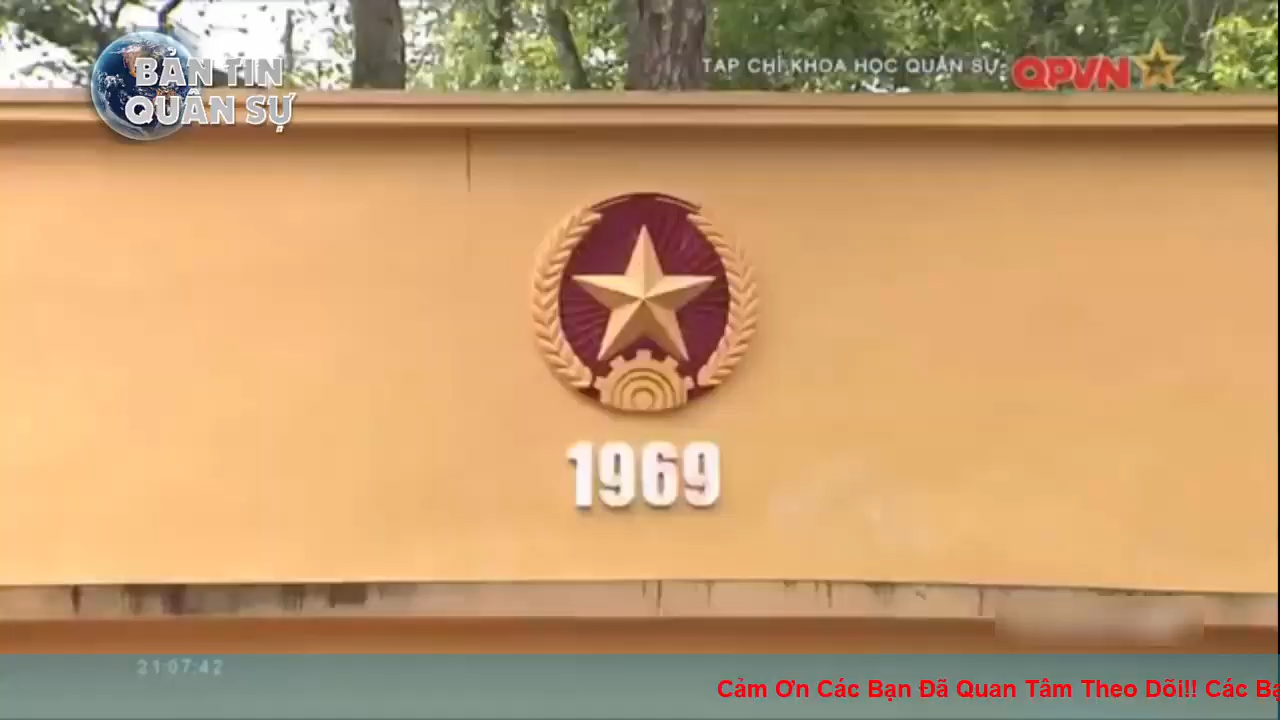 BẢN TIN
QUÂN SỰ
TẠP CHÍ KHOA HỌC QUÂN SỰ
QPVN
1969
21:07:42
Cảm Ơn Các Bạn Đã Quan Tâm Theo Dõi!! Các